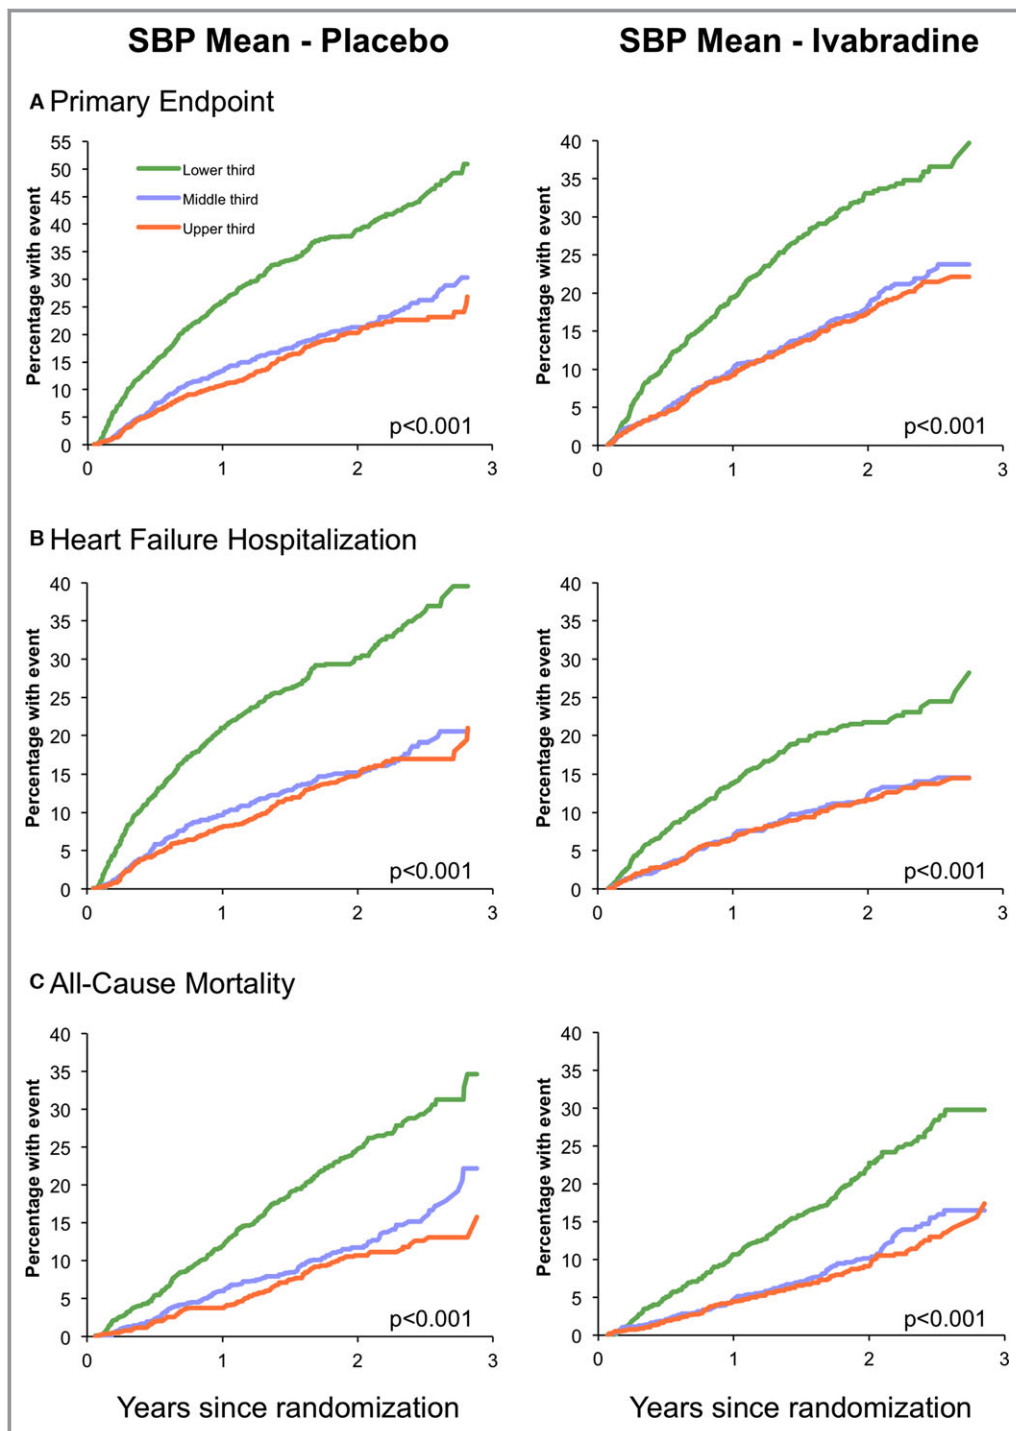 SBP Mean - Placebo
SBP Mean - Ivabradine
A Primary Endpoint
Percentage with event
55
50
45
40
35
30
25
20
15
10
5
0
Lower third
Middle third
Upper third
p<0.001
0 1 2 3
Percentage with event
40
35
30
25
20
15
10
5
0
p<0.001
0 1 2 3
B Heart Failure Hospitalization
Percentage with event
40
35
30
25
20
15
10
5
0
p<0.001
0 1 2 3
Percentage with event
40
35
30
25
20
15
10
5
0
p<0.001
0 1 2 3
C All-Cause Mortality
Percentage with event
40
35
30
25
20
15
10
5
0
p<0.001
0 1 2 3
Years since randomization
Percentage with event
40
35
30
25
20
15
10
5
0
p<0.001
0 1 2 3
Years since randomization